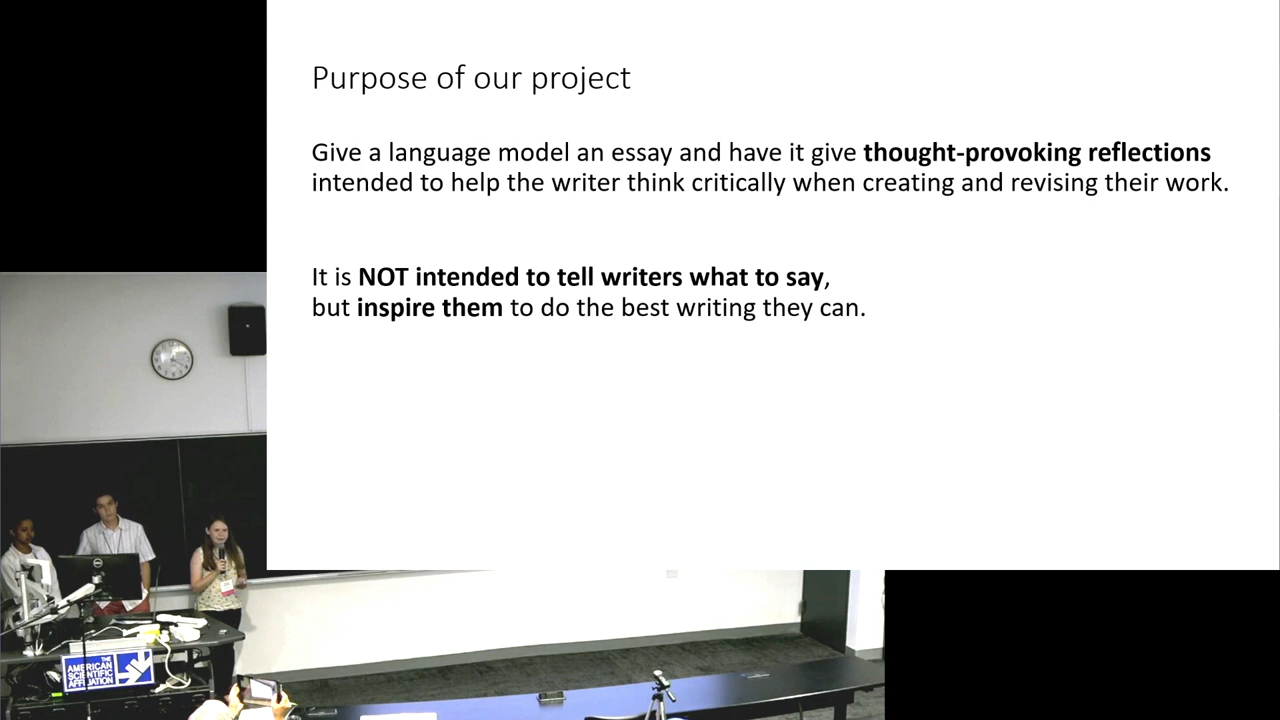 Purpose of our project
Give a language model an essay and have it give thought-provoking reflections
intended to help the writer think critically when creating and revising their work.
It is NOT intended to tell writers what to say,
but inspire them to do the best writing they can.
THE
AMERICAN
SCIENTIFIC
AFFILIATION
DELL